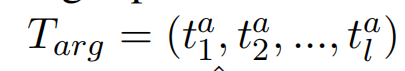 T_{arg} = (t_1^a, t_2^a, ..., t_l^a)